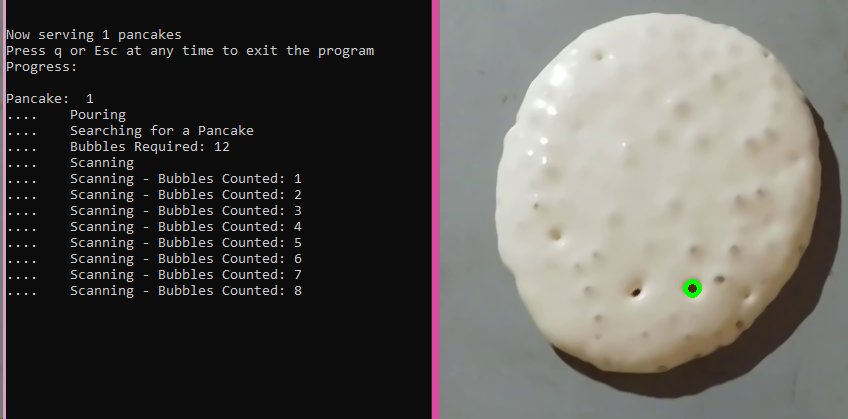 Now serving 1 pancakes
Press q or Esc at any time to exit the program
Progress:
Pancake:  1
....    Pouring
....    Searching for a Pancake
....    Bubbles Required: 12
....    Scanning
....    Scanning - Bubbles Counted: 1
....    Scanning - Bubbles Counted: 2
....    Scanning - Bubbles Counted: 3
....    Scanning - Bubbles Counted: 4
....    Scanning - Bubbles Counted: 5
....    Scanning - Bubbles Counted: 6
....    Scanning - Bubbles Counted: 7
....    Scanning - Bubbles Counted: 8